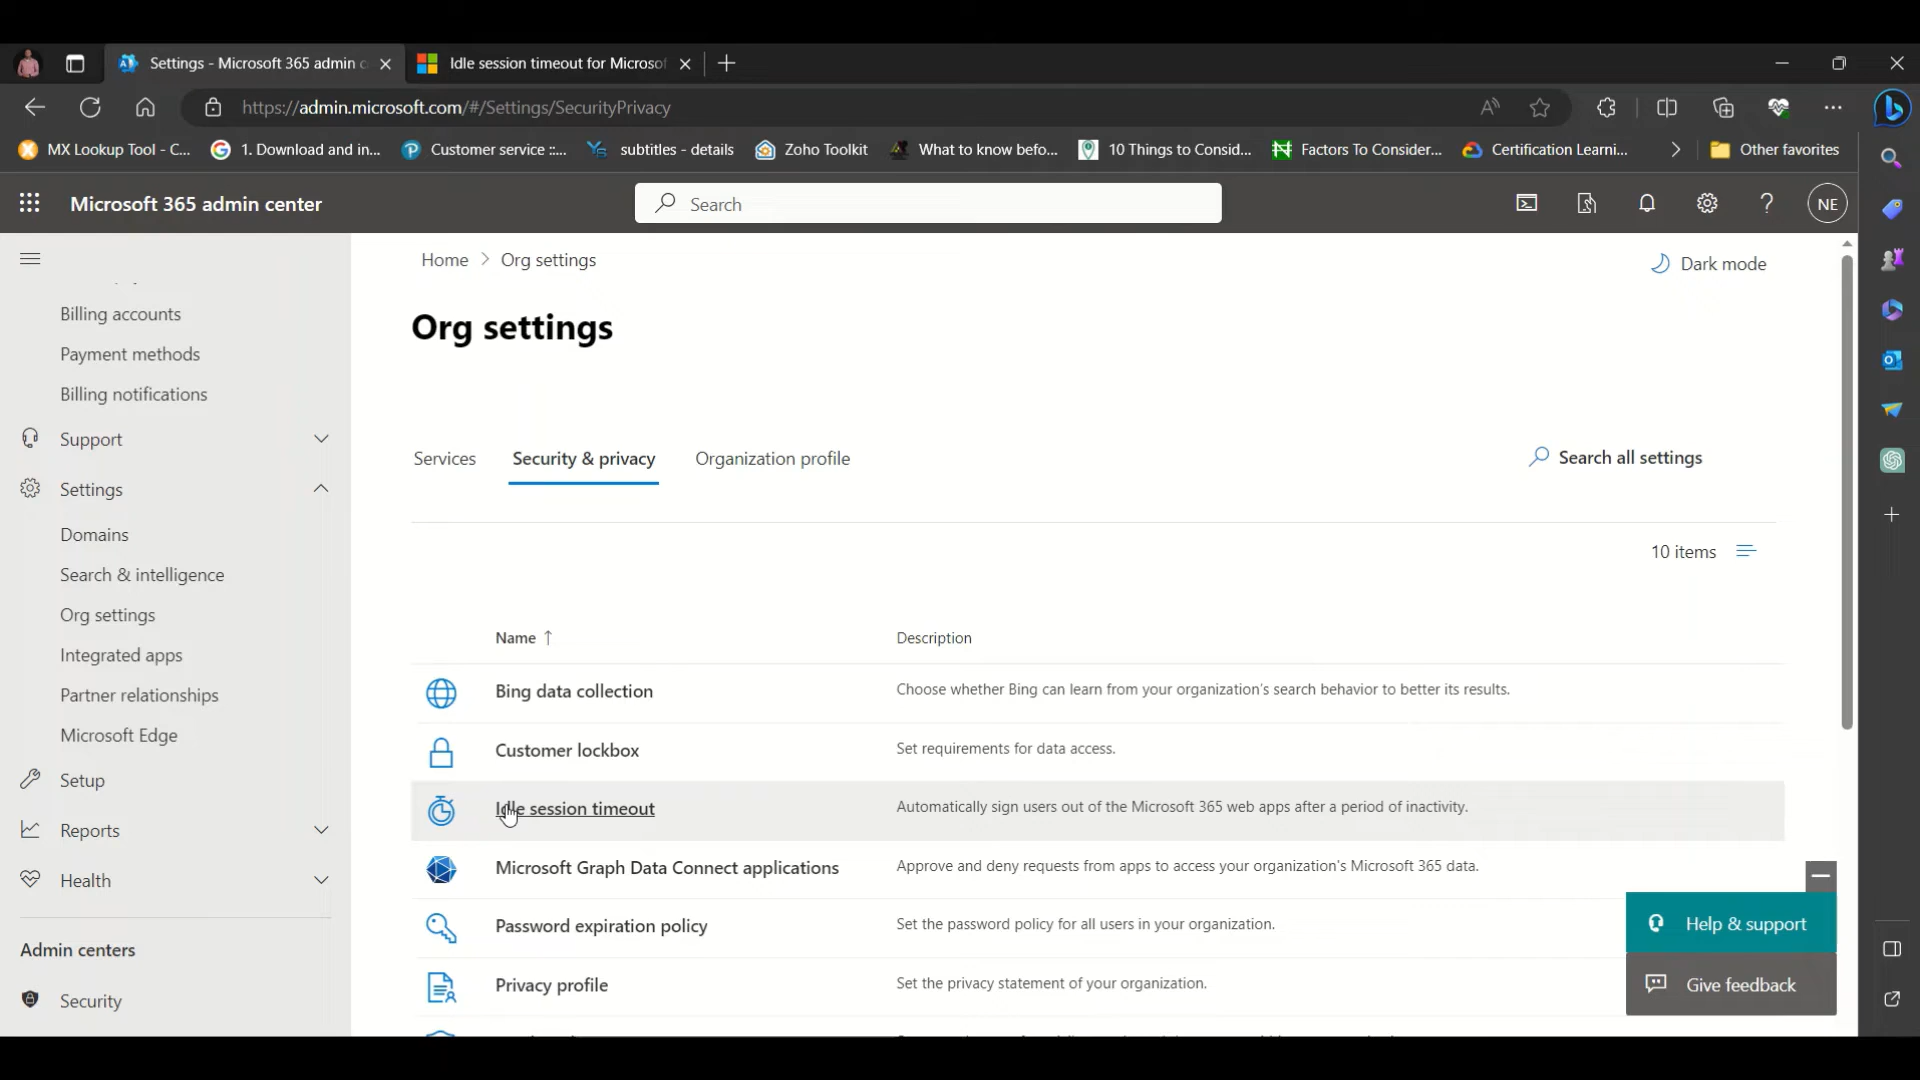 Settings - Microsoft 365 admin c
Idle session timeout for Microsof
https://admin.microsoft.com/#/Settings/SecurityPrivacy
MX Lookup Tool - C...
1. Download and in...
Customer service ::...
subtitles - details
Zoho Toolkit
What to know befo...
10 Things to Consid...
Factors To Consider...
Certification Learni...
Other favorites
Microsoft 365 admin center
Search
NE
Home > Org settings
Dark mode
Org settings
Billing accounts
Payment methods
Billing notifications
Support
Settings
Domains
Search & intelligence
Org settings
Integrated apps
Partner relationships
Microsoft Edge
Setup
Reports
Health
Admin centers
Security
Services
Security & privacy
Organization profile
Search all settings
10 items
Name ↑
Description
Bing data collection
Choose whether Bing can learn from your organization's search behavior to better its results.
Customer lockbox
Set requirements for data access.
Idle session timeout
Automatically sign users out of the Microsoft 365 web apps after a period of inactivity.
Microsoft Graph Data Connect applications
Approve and deny requests from apps to access your organization's Microsoft 365 data.
Password expiration policy
Set the password policy for all users in your organization.
Privacy profile
Set the privacy statement of your organization.
Help & support
Give feedback